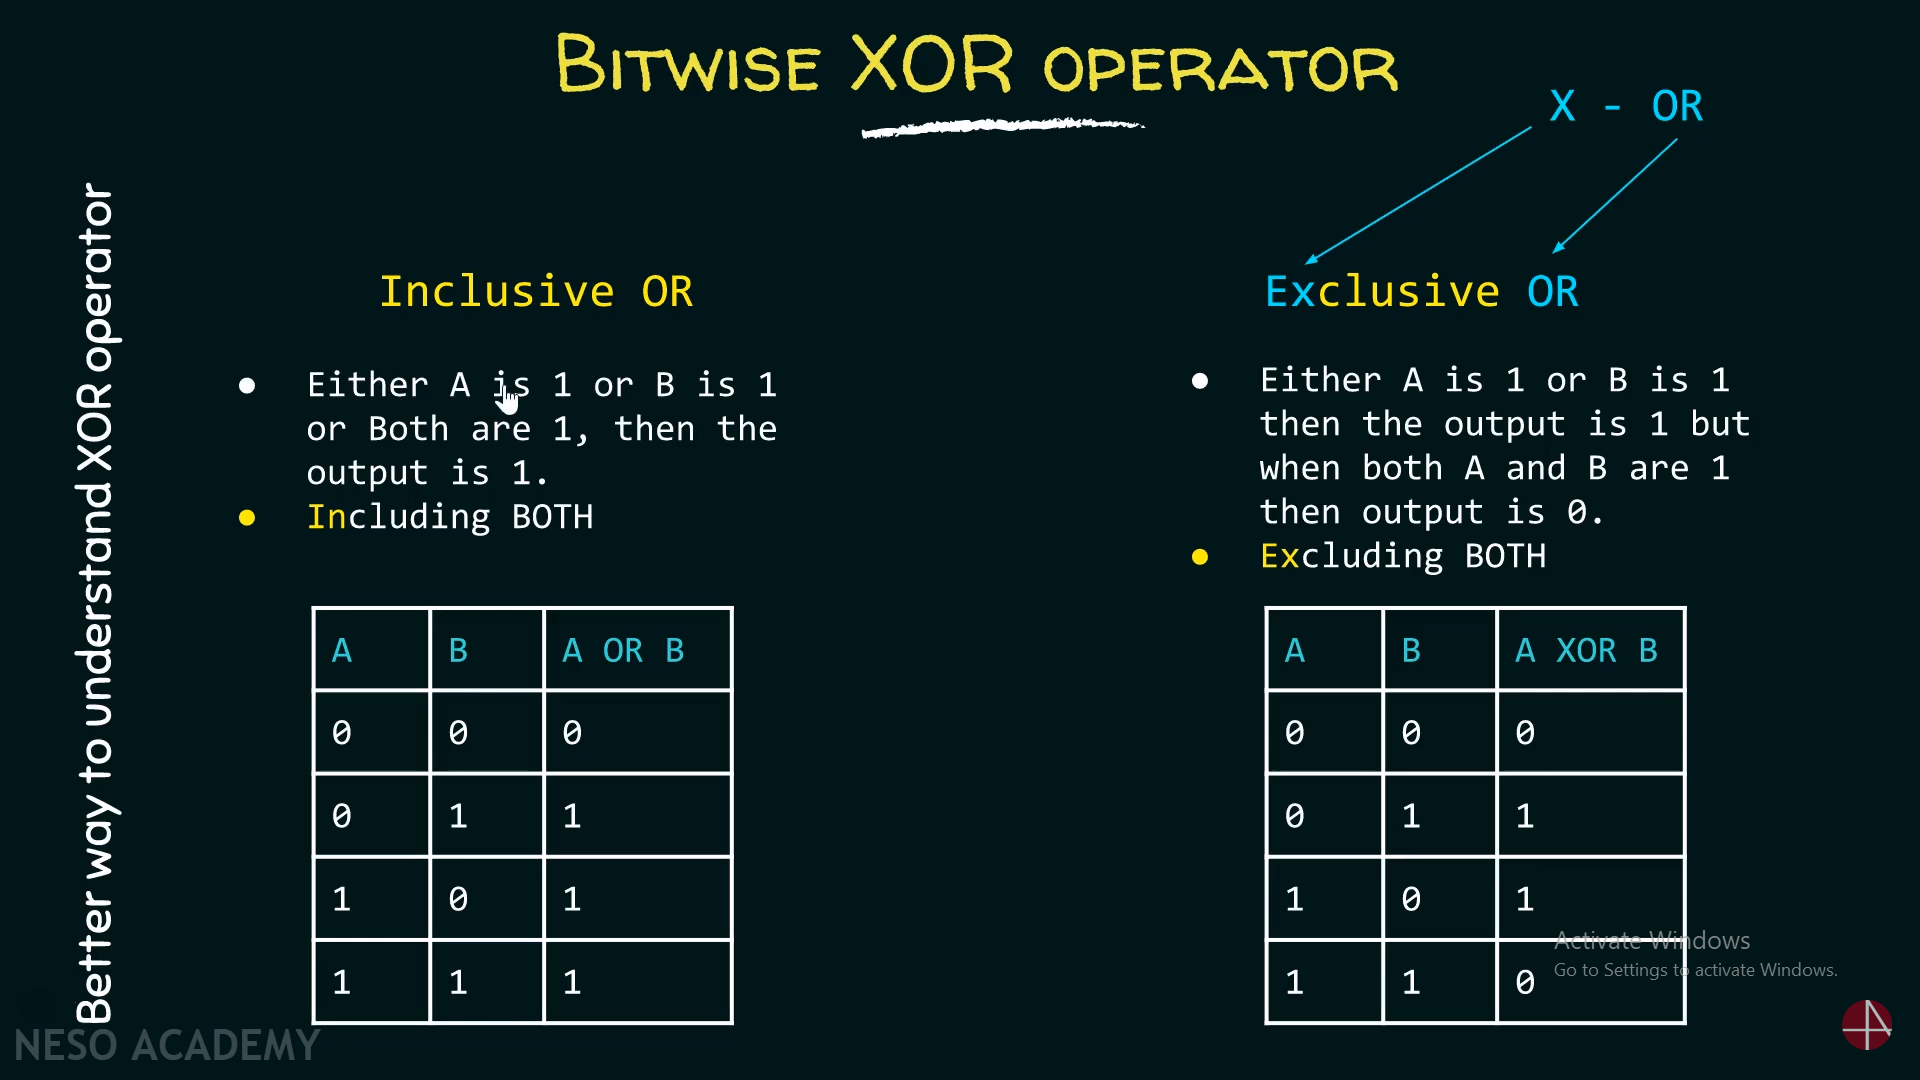 Bitwise XOR operator
X - OR
Better way to understand XOR operator
Inclusive OR
● Either A is 1 or B is 1
or Both are 1, then the
output is 1.
● Including BOTH
A B A OR B
0 0 0
0 1 1
1 0 1
1 1 1
Exclusive OR
● Either A is 1 or B is 1
then the output is 1 but
when both A and B are 1
then output is 0.
● Excluding BOTH
A B A XOR B
0 0 0
0 1 1
1 0 1
1 1 0
Activate Windows
Go to Settings to activate Windows.
NESO ACADEMY